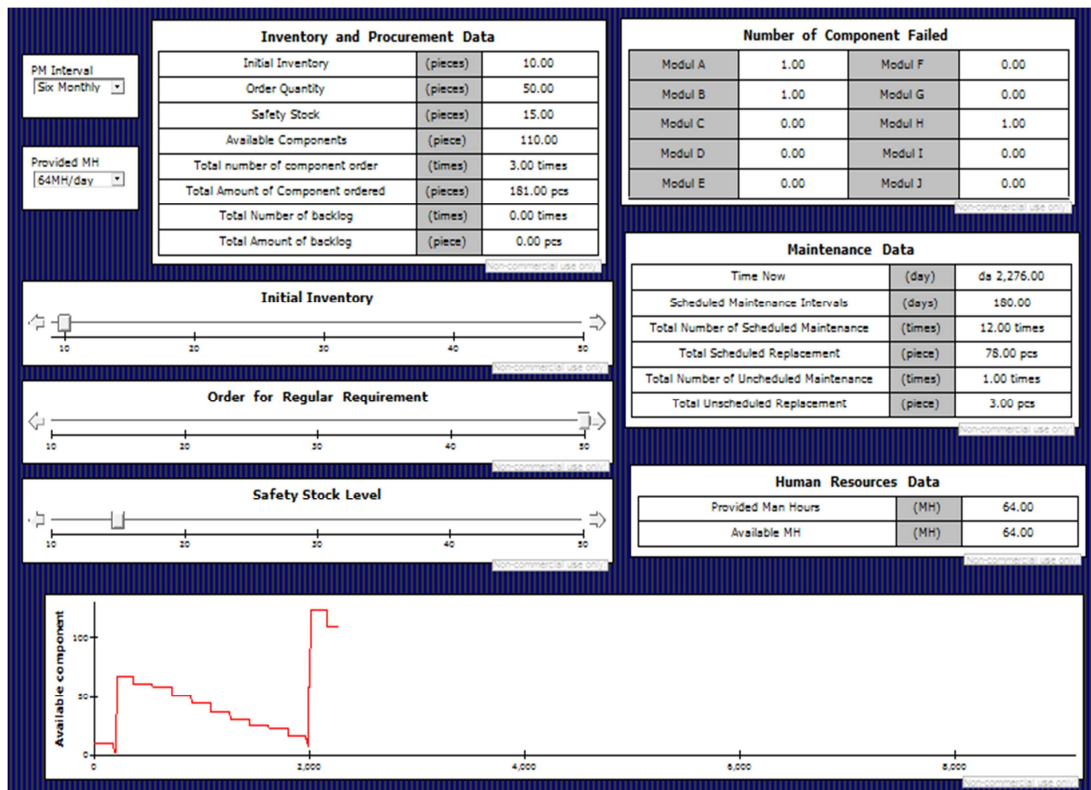 PM Interval
Six Monthly
Provided MH
64MH/day
Inventory and Procurement Data
Initial Inventory (pieces) 10.00
Order Quantity (pieces) 50.00
Safety Stock (pieces) 15.00
Available Components (piece) 110.00
Total number of component order (times) 3.00 times
Total Amount of Component ordered (pieces) 181.00 pcs
Total Number of backlog (times) 0.00 times
Total Amount of backlog (piece) 0.00 pcs
Non-commercial use only!
Number of Component Failed
Modul A 1.00 Modul F 0.00
Modul B 1.00 Modul G 0.00
Modul C 0.00 Modul H 1.00
Modul D 0.00 Modul I 0.00
Modul E 0.00 Modul J 0.00
Non-commercial use only!
Maintenance Data
Time Now (day) da 2,276.00
Scheduled Maintenance Intervals (days) 180.00
Total Number of Scheduled Maintenance (times) 12.00 times
Total Scheduled Replacement (piece) 78.00 pcs
Total Number of Uncheduled Maintenance (times) 1.00 times
Total Unscheduled Replacement (piece) 3.00 pcs
Non-commercial use only!
Initial Inventory
10 20 30 40 50
Non-commercial use only!
Order for Regular Requirement
10 20 30 40 50
Non-commercial use only!
Safety Stock Level
10 20 30 40 50
Non-commercial use only!
Human Resources Data
Provided Man Hours (MH) 64.00
Available MH (MH) 64.00
Non-commercial use only!
Available component
100
50
0
0 2,000 4,000 6,000 8,000
Non-commercial use only!